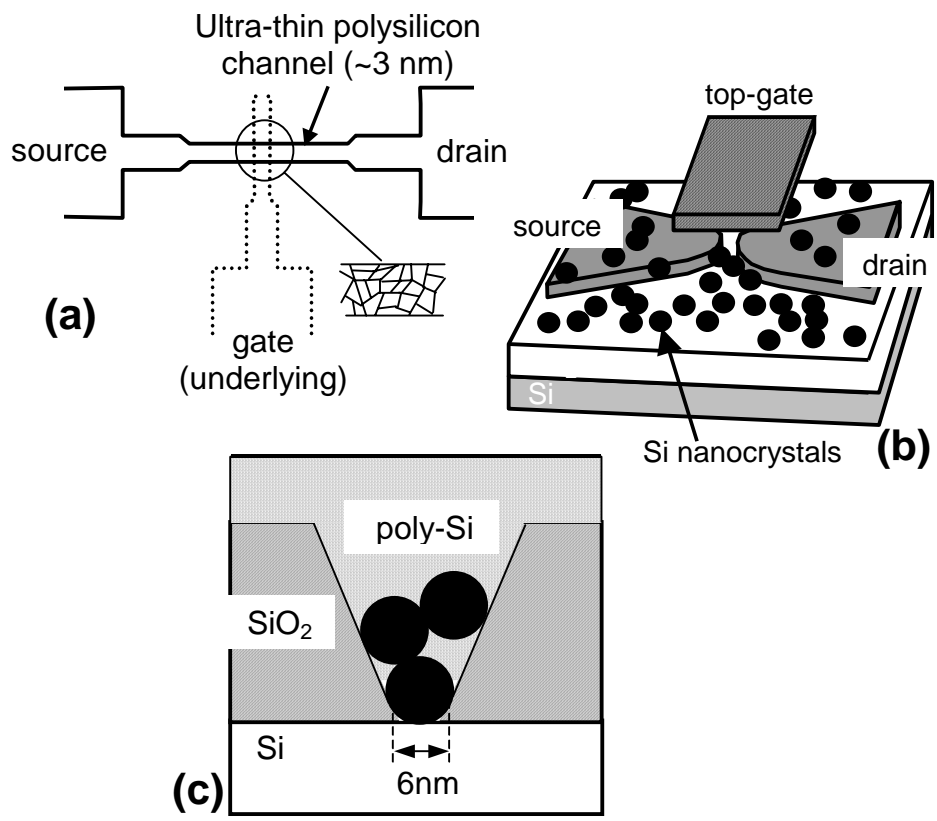 Ultra-thin polysilicon
channel (~3 nm)
source
drain
gate
(underlying)
(a)
top-gate
source
drain
Si
Si nanocrystals
(b)
poly-Si
SiO₂
Si
6nm
(c)